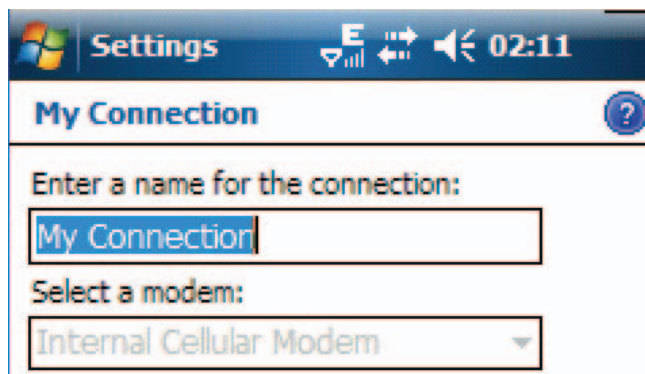 Settings E 02:11
My Connection ?
Enter a name for the connection:
My Connection
Select a modem:
Internal Cellular Modem